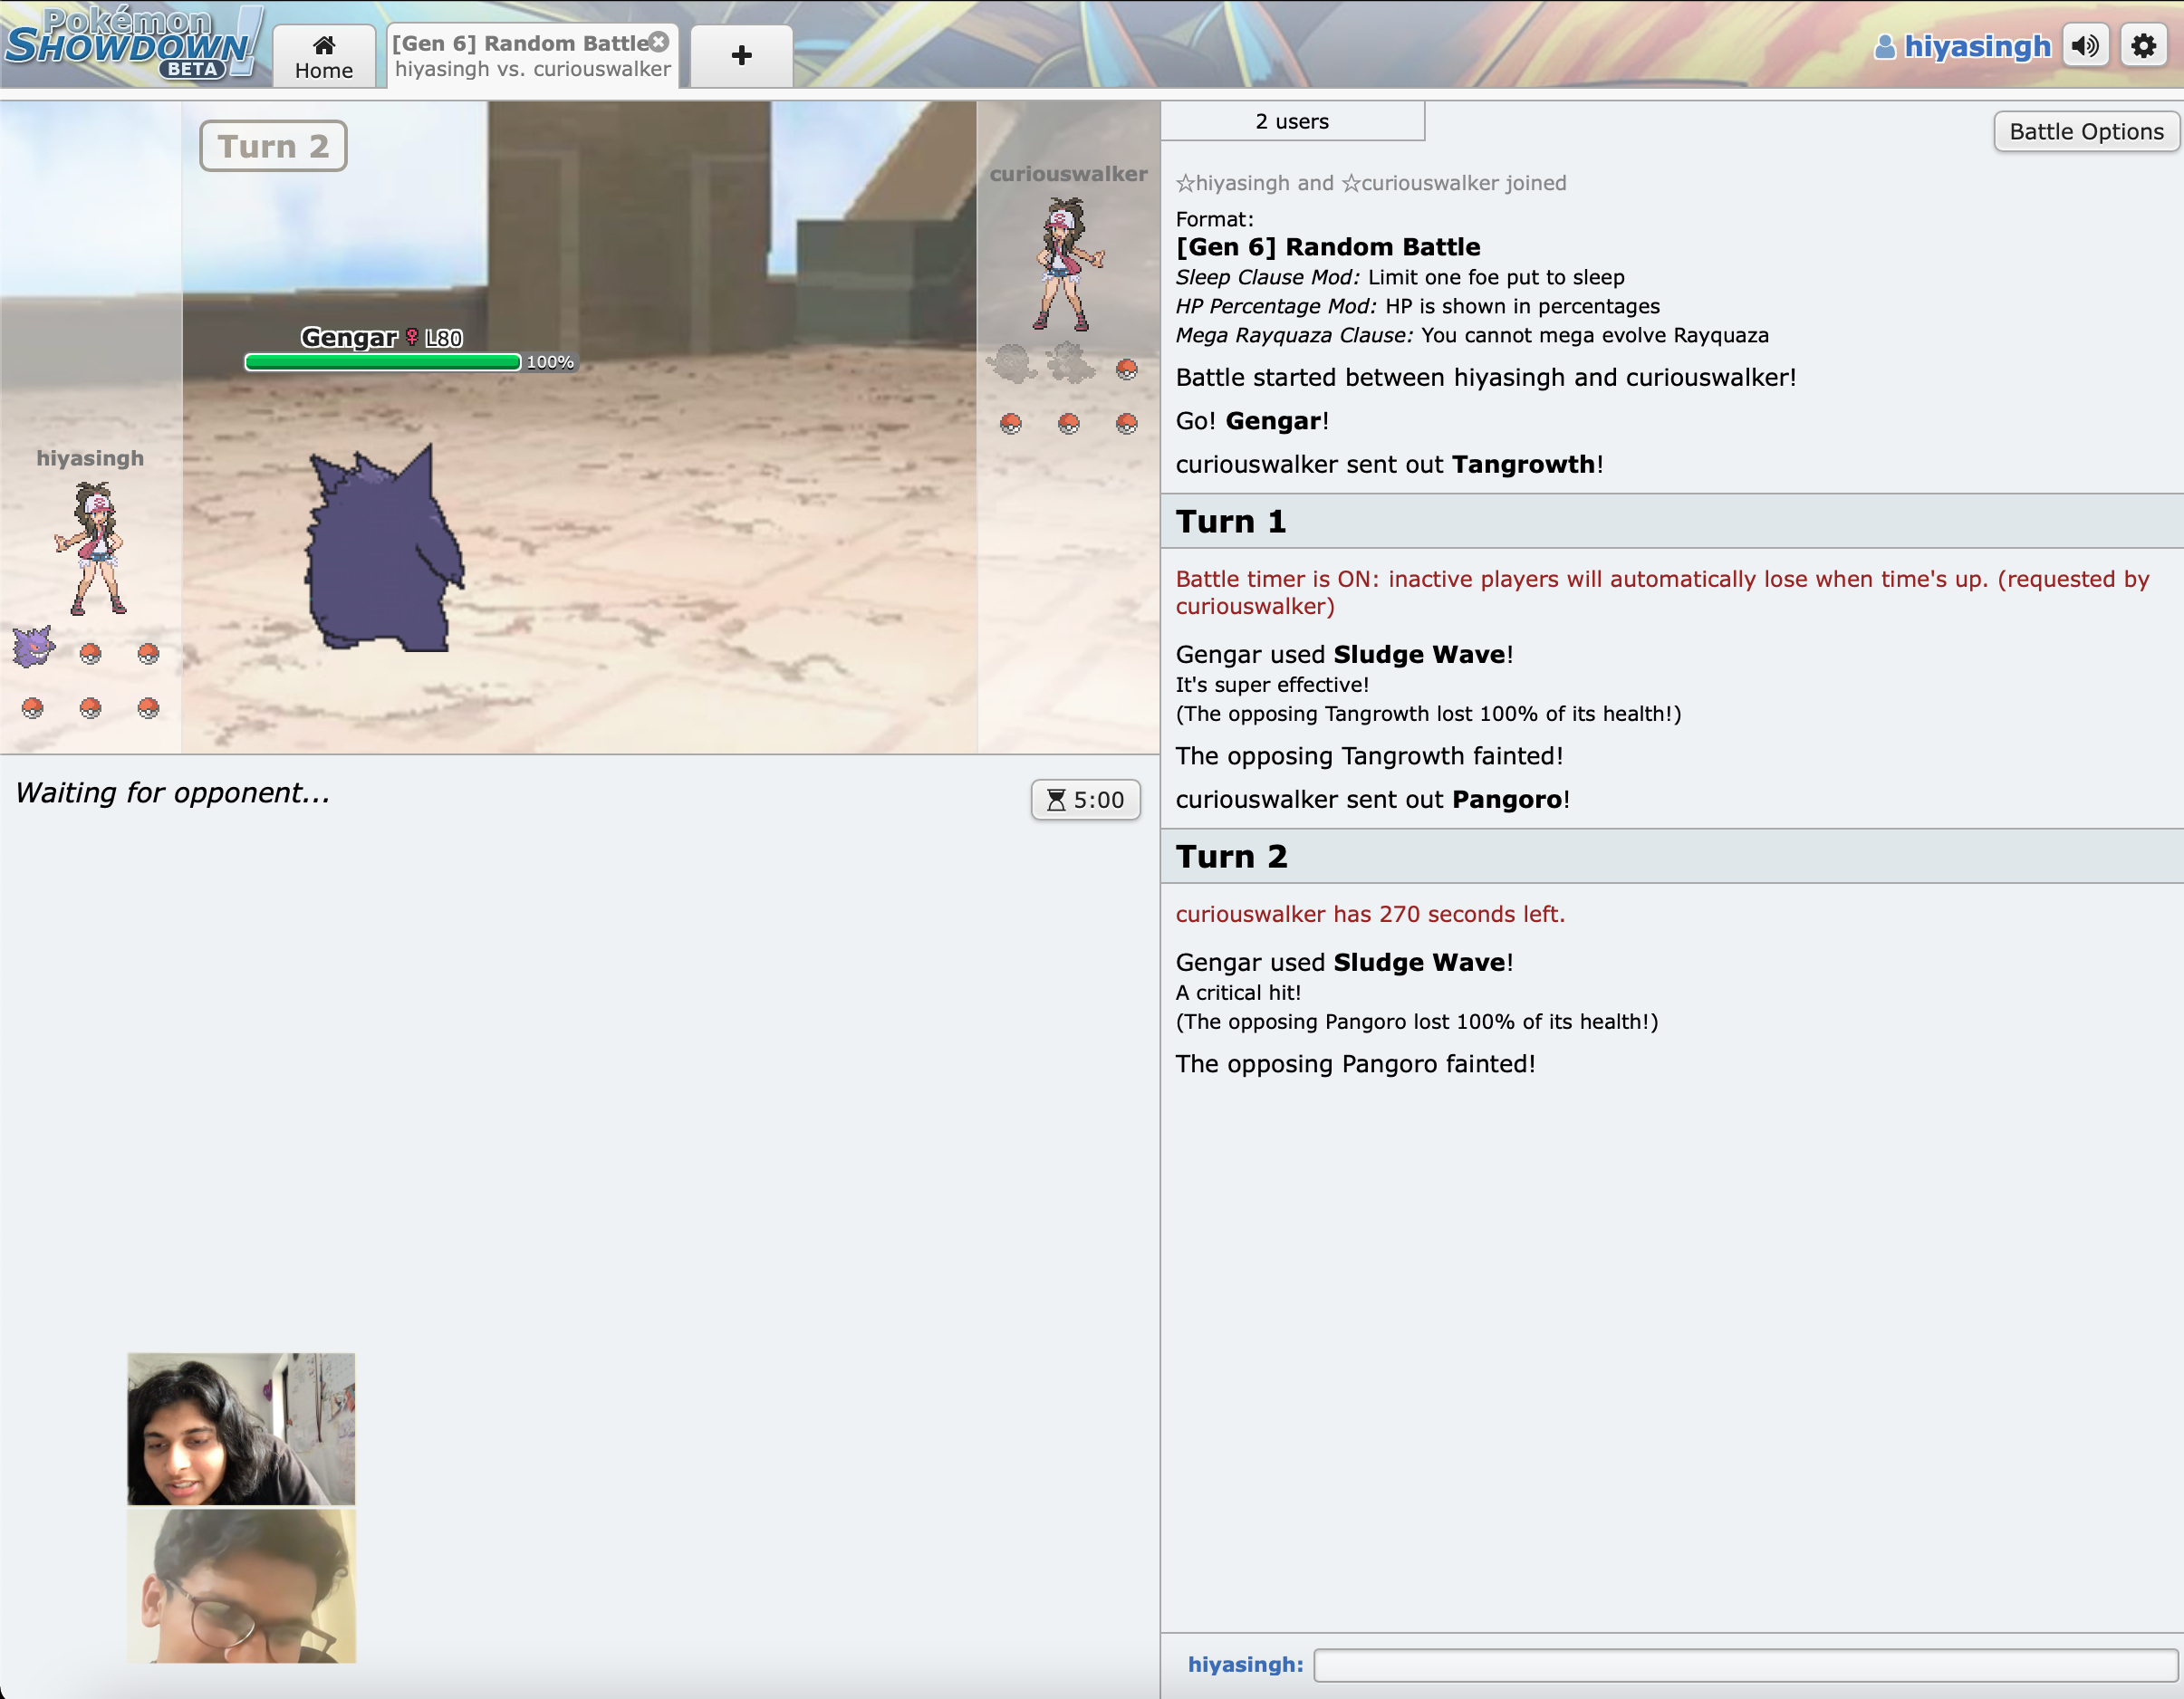 Pokémon
SHOWDOWN!
BETA
Home
[Gen 6] Random Battle
hiyasingh vs. curiouswalker
+
hiyasingh
Turn 2
curiouswalker
Gengar ♀ L80
100%
hiyasingh
Waiting for opponent...
5:00
2 users
Battle Options
☆hiyasingh and ☆curiouswalker joined
Format:
[Gen 6] Random Battle
Sleep Clause Mod: Limit one foe put to sleep
HP Percentage Mod: HP is shown in percentages
Mega Rayquaza Clause: You cannot mega evolve Rayquaza
Battle started between hiyasingh and curiouswalker!
Go! Gengar!
curiouswalker sent out Tangrowth!
Turn 1
Battle timer is ON: inactive players will automatically lose when time's up. (requested by
curiouswalker)
Gengar used Sludge Wave!
It's super effective!
(The opposing Tangrowth lost 100% of its health!)
The opposing Tangrowth fainted!
curiouswalker sent out Pangoro!
Turn 2
curiouswalker has 270 seconds left.
Gengar used Sludge Wave!
A critical hit!
(The opposing Pangoro lost 100% of its health!)
The opposing Pangoro fainted!
hiyasingh: